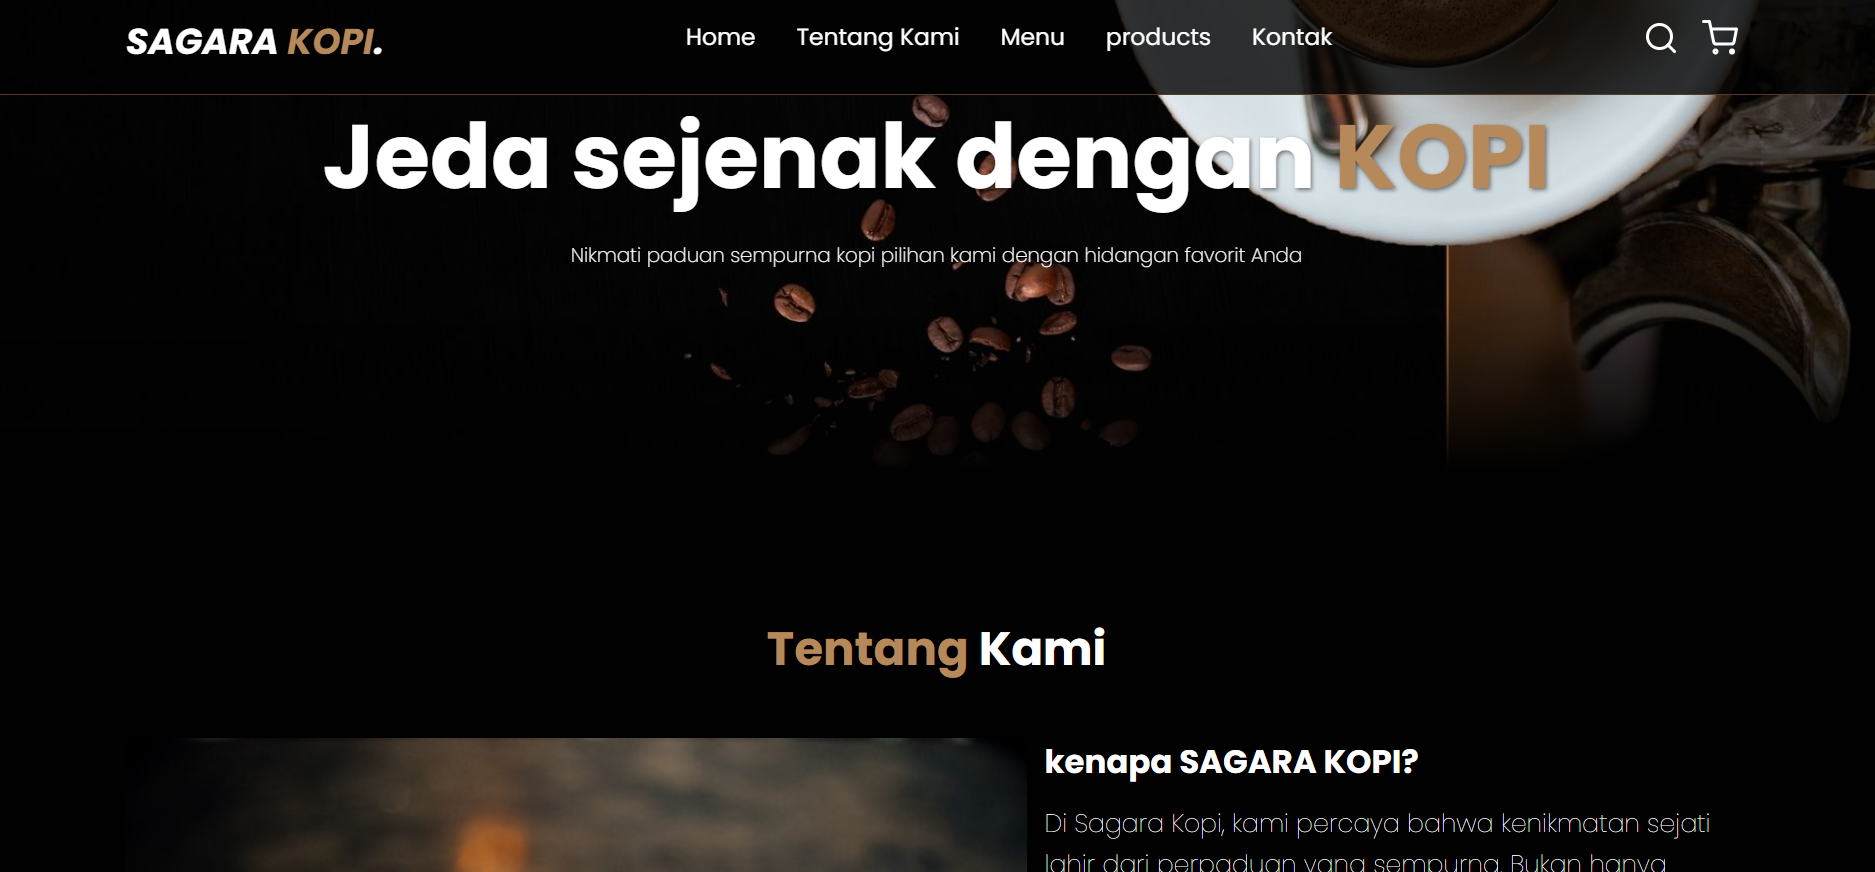 SAGARA KOPI.
Home Tentang Kami Menu products Kontak
Jeda sejenak dengan KOPI
Nikmati paduan sempurna kopi pilihan kami dengan hidangan favorit Anda
Tentang Kami
kenapa SAGARA KOPI?
Di Sagara Kopi, kami percaya bahwa kenikmatan sejati
lahir dari perpaduan yang sempurna. Bukan hanya